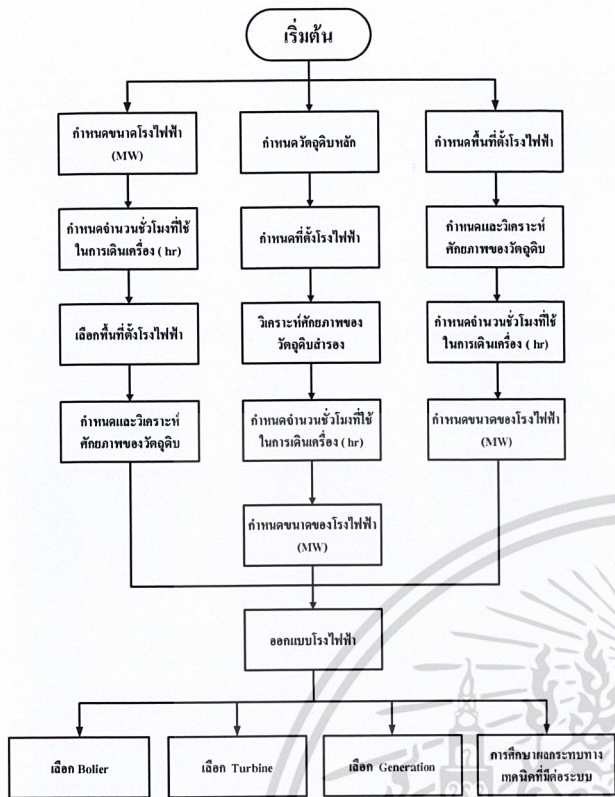 เริ่มต้น
กำหนดขนาดโรงไฟฟ้า
(MW)
กำหนดจำนวนชั่วโมงที่ใช้
ในการเดินเครื่อง ( hr)
เลือกพื้นที่ตั้งโรงไฟฟ้า
กำหนดและวิเคราะห์
ศักยภาพของวัตถุดิบ
กำหนดวัตถุดิบหลัก
กำหนดที่ตั้งโรงไฟฟ้า
วิเคราะห์ศักยภาพของ
วัตถุดิบสำรอง
กำหนดจำนวนชั่วโมงที่ใช้
ในการเดินเครื่อง ( hr)
กำหนดขนาดของโรงไฟฟ้า
(MW)
กำหนดพื้นที่ตั้งโรงไฟฟ้า
กำหนดและวิเคราะห์
ศักยภาพของวัตถุดิบ
กำหนดจำนวนชั่วโมงที่ใช้
ในการเดินเครื่อง ( hr)
กำหนดขนาดของโรงไฟฟ้า
(MW)
ออกแบบโรงไฟฟ้า
เลือก Bolier
เลือก Turbine
เลือก Generation
การศึกษาผลกระทบทาง
เทคนิคที่มีต่อระบบ